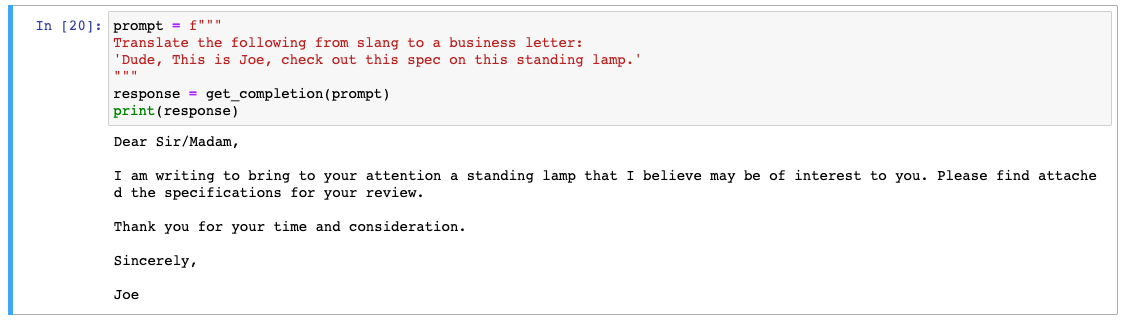 In [20]: prompt = f"""
Translate the following from slang to a business letter:
'Dude, This is Joe, check out this spec on this standing lamp.'
"""
response = get_completion(prompt)
print(response)
Dear Sir/Madam,
I am writing to bring to your attention a standing lamp that I believe may be of interest to you. Please find attache
d the specifications for your review.
Thank you for your time and consideration.
Sincerely,
Joe